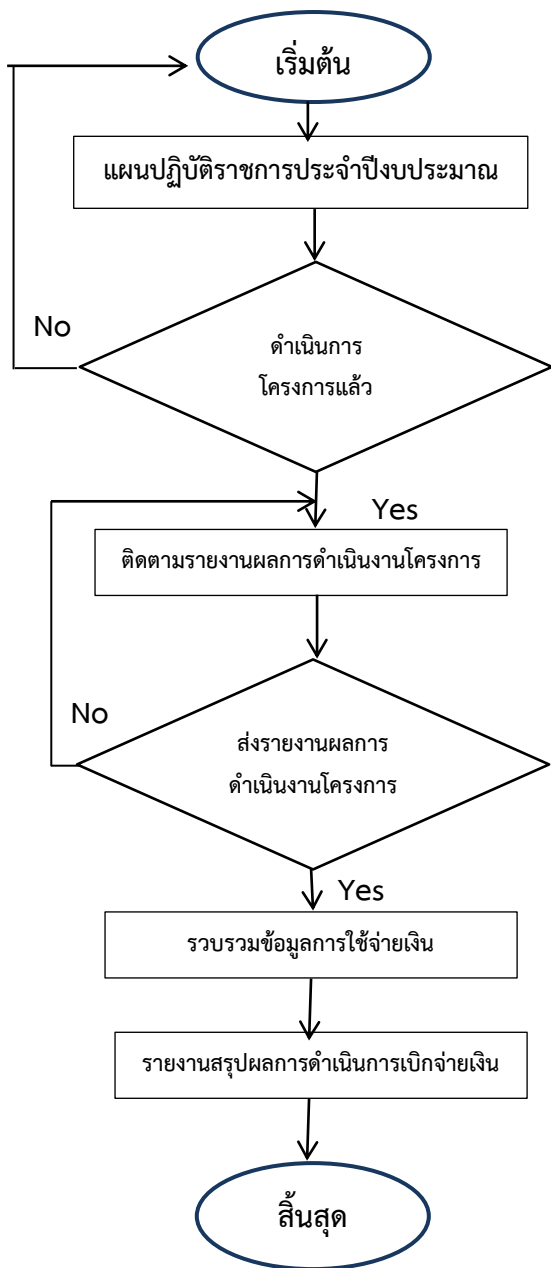 เริ่มต้น
แผนปฏิบัติราชการประจำปีงบประมาณ
No
ดำเนินการ
โครงการแล้ว
Yes
ติดตามรายงานผลการดำเนินงานโครงการ
No
ส่งรายงานผลการ
ดำเนินงานโครงการ
Yes
รวบรวมข้อมูลการใช้จ่ายเงิน
รายงานสรุปผลการดำเนินการเบิกจ่ายเงิน
สิ้นสุด